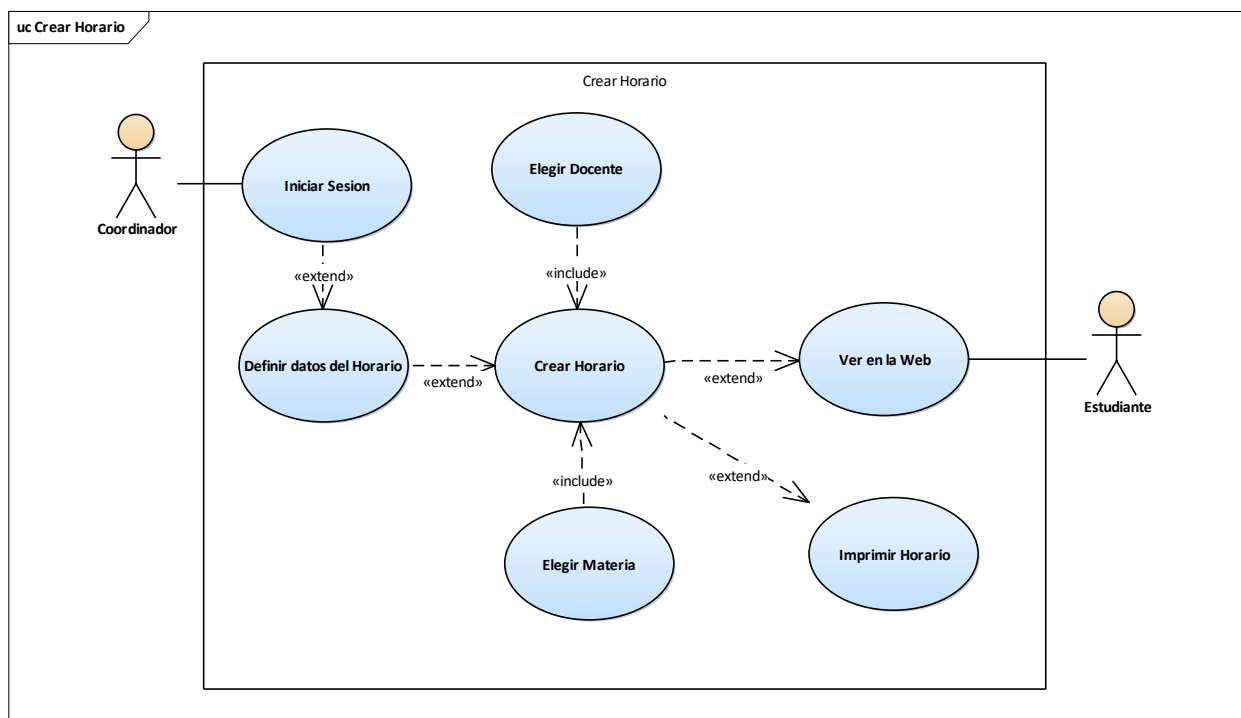 uc Crear Horario
Crear Horario
Elegir Docente
Iniciar Sesion
Coordinador
«extend»
«include»
Definir datos del Horario
«extend»
Crear Horario
«extend»
Ver en la Web
Estudiante
«include»
«extend»
Elegir Materia
Imprimir Horario